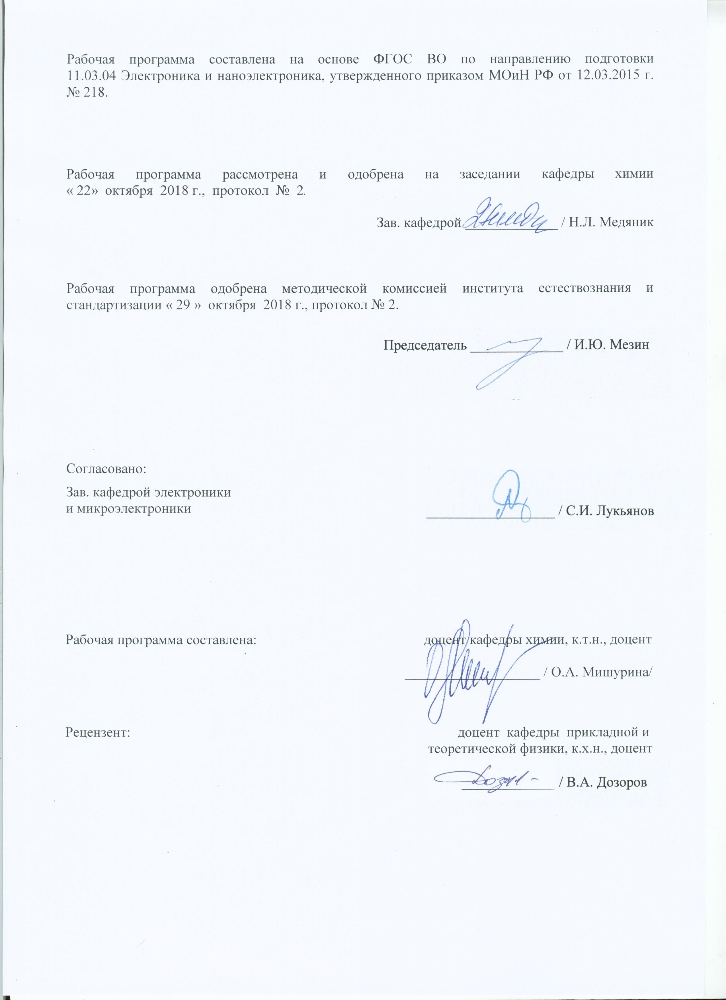 Рабочая программа составлена на основе ФГОС ВО по направлению подготовки
11.03.04 Электроника и наноэлектроника, утвержденного приказом МОиН РФ от 12.03.2015 г.
№ 218.
Рабочая программа рассмотрена и одобрена на заседании кафедры химии
« 22» октября 2018 г., протокол № 2.
Зав. кафедрой ______________ / Н.Л. Медяник
Рабочая программа одобрена методической комиссией института естествознания и
стандартизации « 29 » октября 2018 г., протокол № 2.
Председатель ______________ / И.Ю. Мезин
Согласовано:
Зав. кафедрой электроники
и микроэлектроники
____________________ / С.И. Лукьянов
Рабочая программа составлена: доцент кафедры химии, к.т.н., доцент
____________________ / О.А. Мишурина/
Рецензент: доцент кафедры прикладной и
теоретической физики, к.х.н., доцент
______________ / В.А. Дозоров